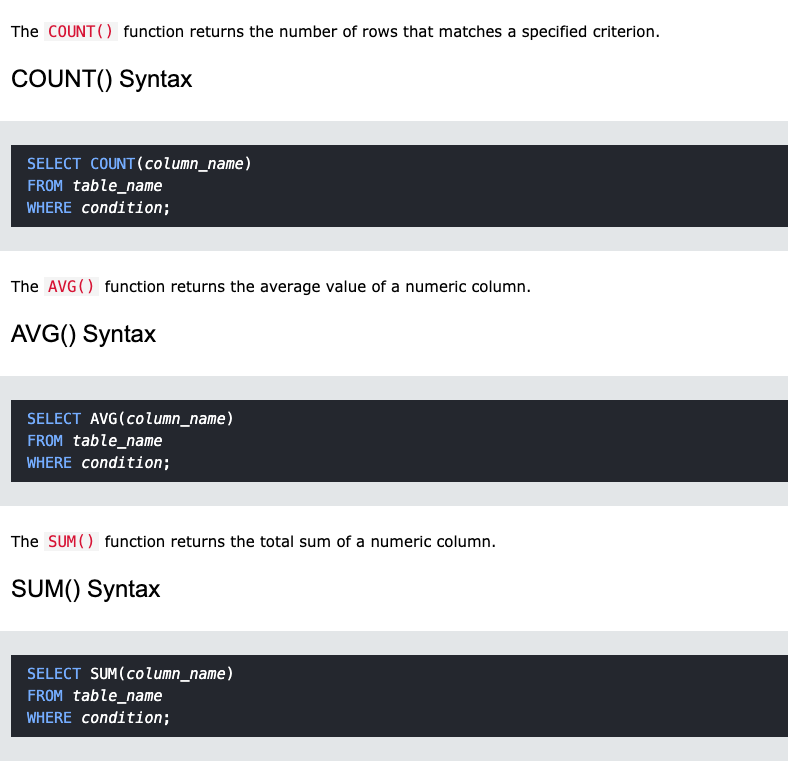 The COUNT() function returns the number of rows that matches a specified criterion.
COUNT() Syntax
SELECT COUNT(column_name)
FROM table_name
WHERE condition;
The AVG() function returns the average value of a numeric column.
AVG() Syntax
SELECT AVG(column_name)
FROM table_name
WHERE condition;
The SUM() function returns the total sum of a numeric column.
SUM() Syntax
SELECT SUM(column_name)
FROM table_name
WHERE condition;